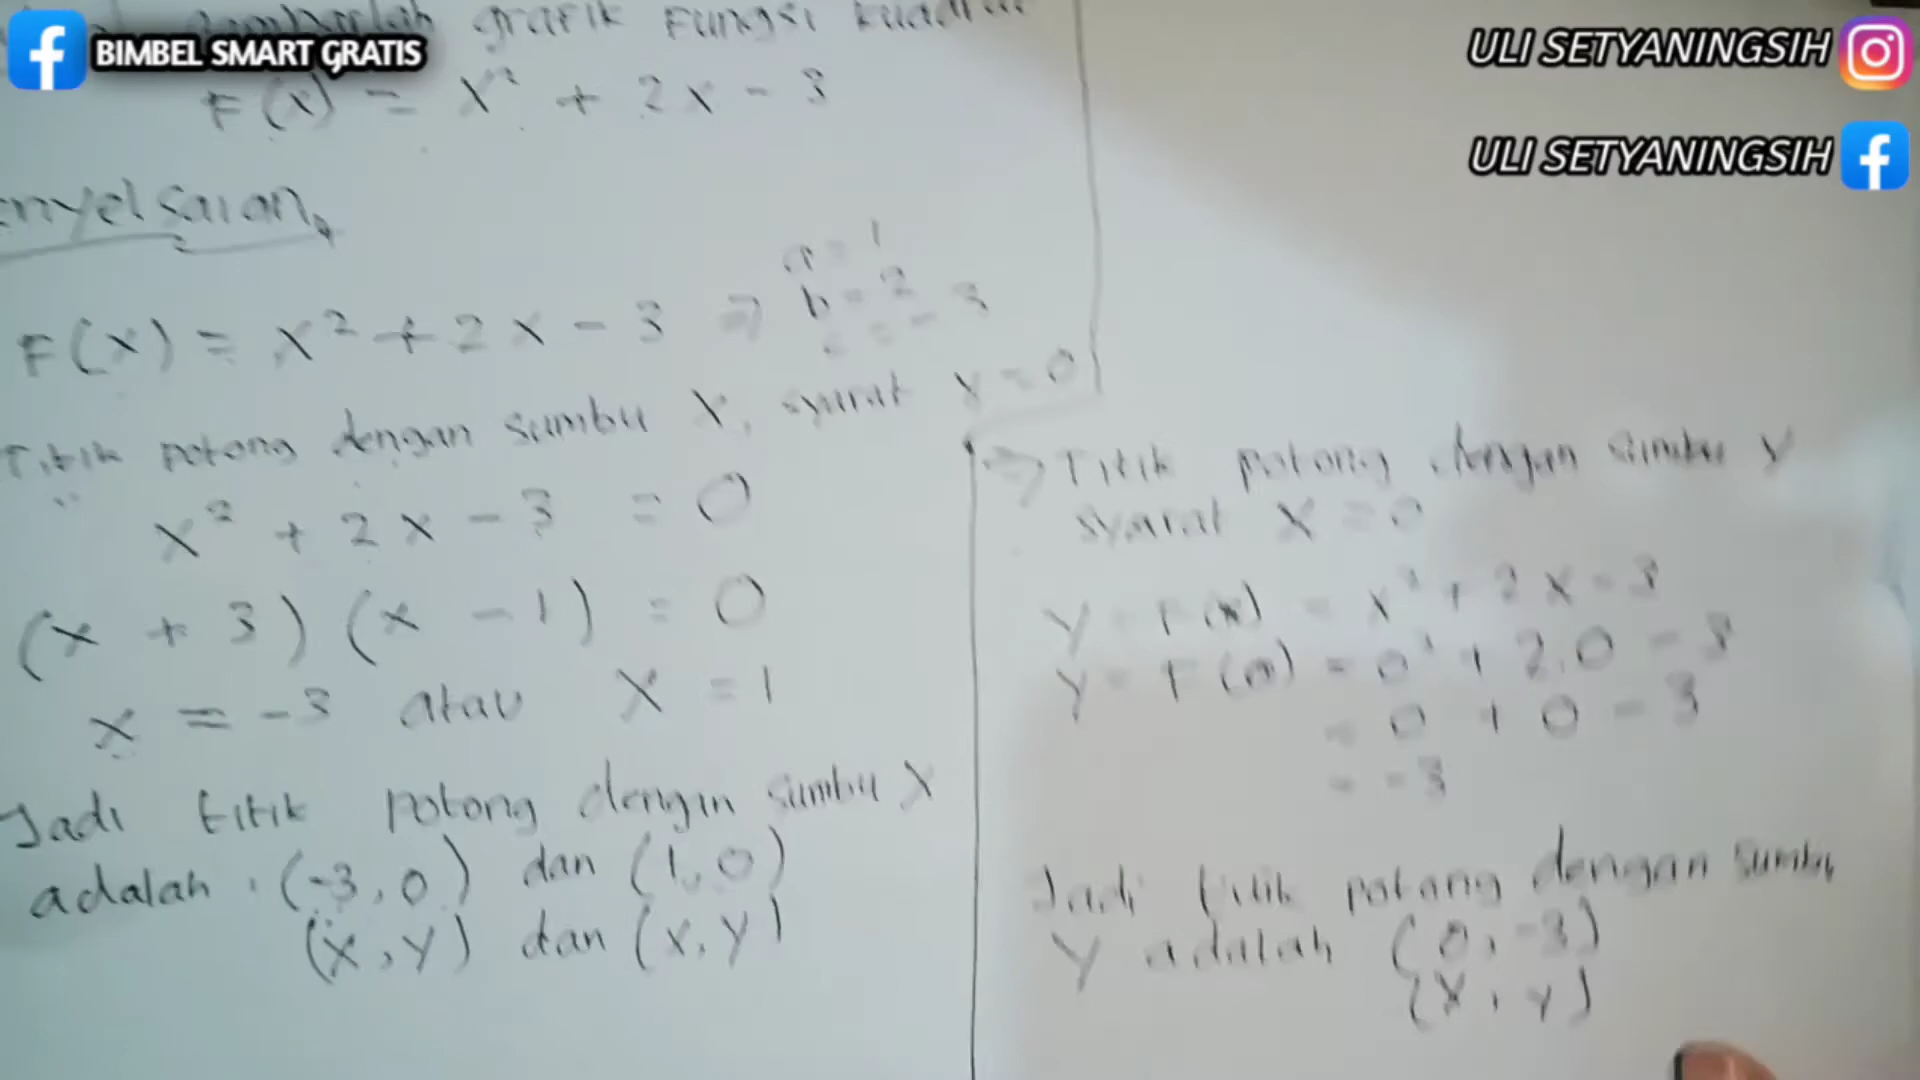 BIMBEL SMART GRATIS
ULI SETYANINGSIH
ULI SETYANINGSIH
grafik Fungsi
F(x) = x² + 2x - 3
enyelsaian
F(x) = x² + 2x - 3 ⇒ a = 1
b = 2
c = -3
Titik potong dengan sumbu X, syarat y = 0
x² + 2x - 3 = 0
(x + 3) (x - 1) = 0
x = -3 atau x = 1
Jadi titik potong dengan sumbu X
adalah : (-3, 0) dan (1, 0)
(x, y) dan (x, y)
⇒ Titik potong dengan sumbu y
syarat x = 0
y = F(x) = x² + 2x - 3
y = F(0) = 0² + 2.0 - 3
= 0 + 0 - 3
= -3
Jadi titik potong dengan sumbu
Y adalah (0, -3)
(x, y)